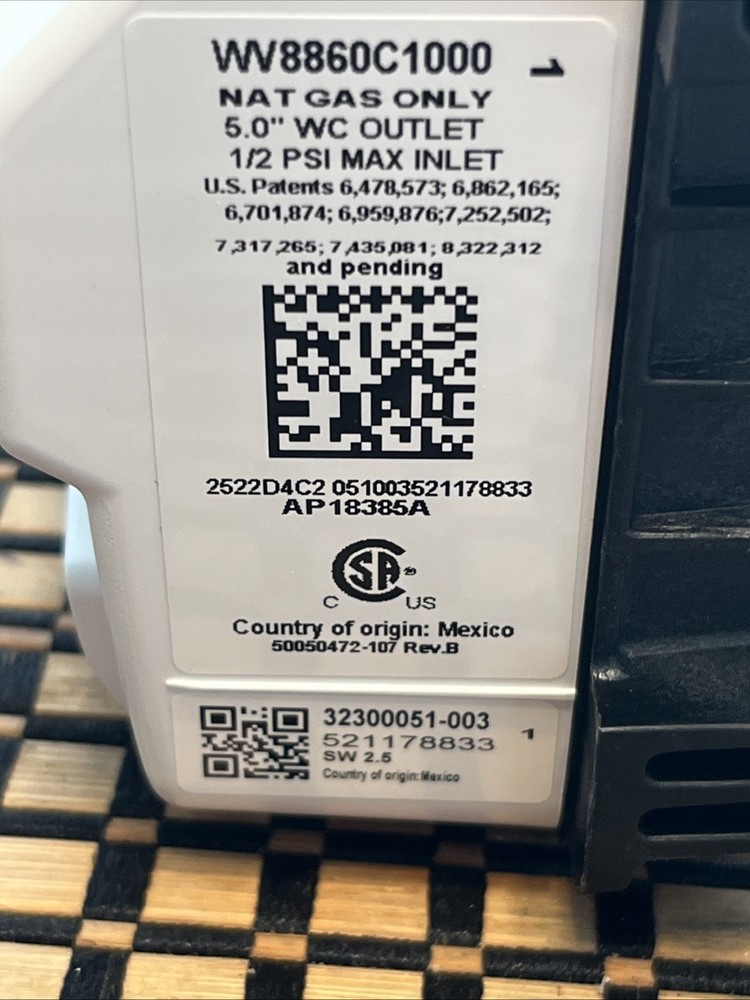 WV8860C1000 1
NAT GAS ONLY
5.0" WC OUTLET
1/2 PSI MAX INLET
U.S. Patents 6,478,573; 6,862,165;
6,701,874; 6,959,876;7,252,502;
7,317,265; 7,435,081; 8,322,312
and pending
2522D4C2 051003521178833
AP18385A
CSA®
C US
Country of origin: Mexico
50050472-107 Rev.B
32300051-003
521178833 1
SW 2.5
Country of origin:Mexico